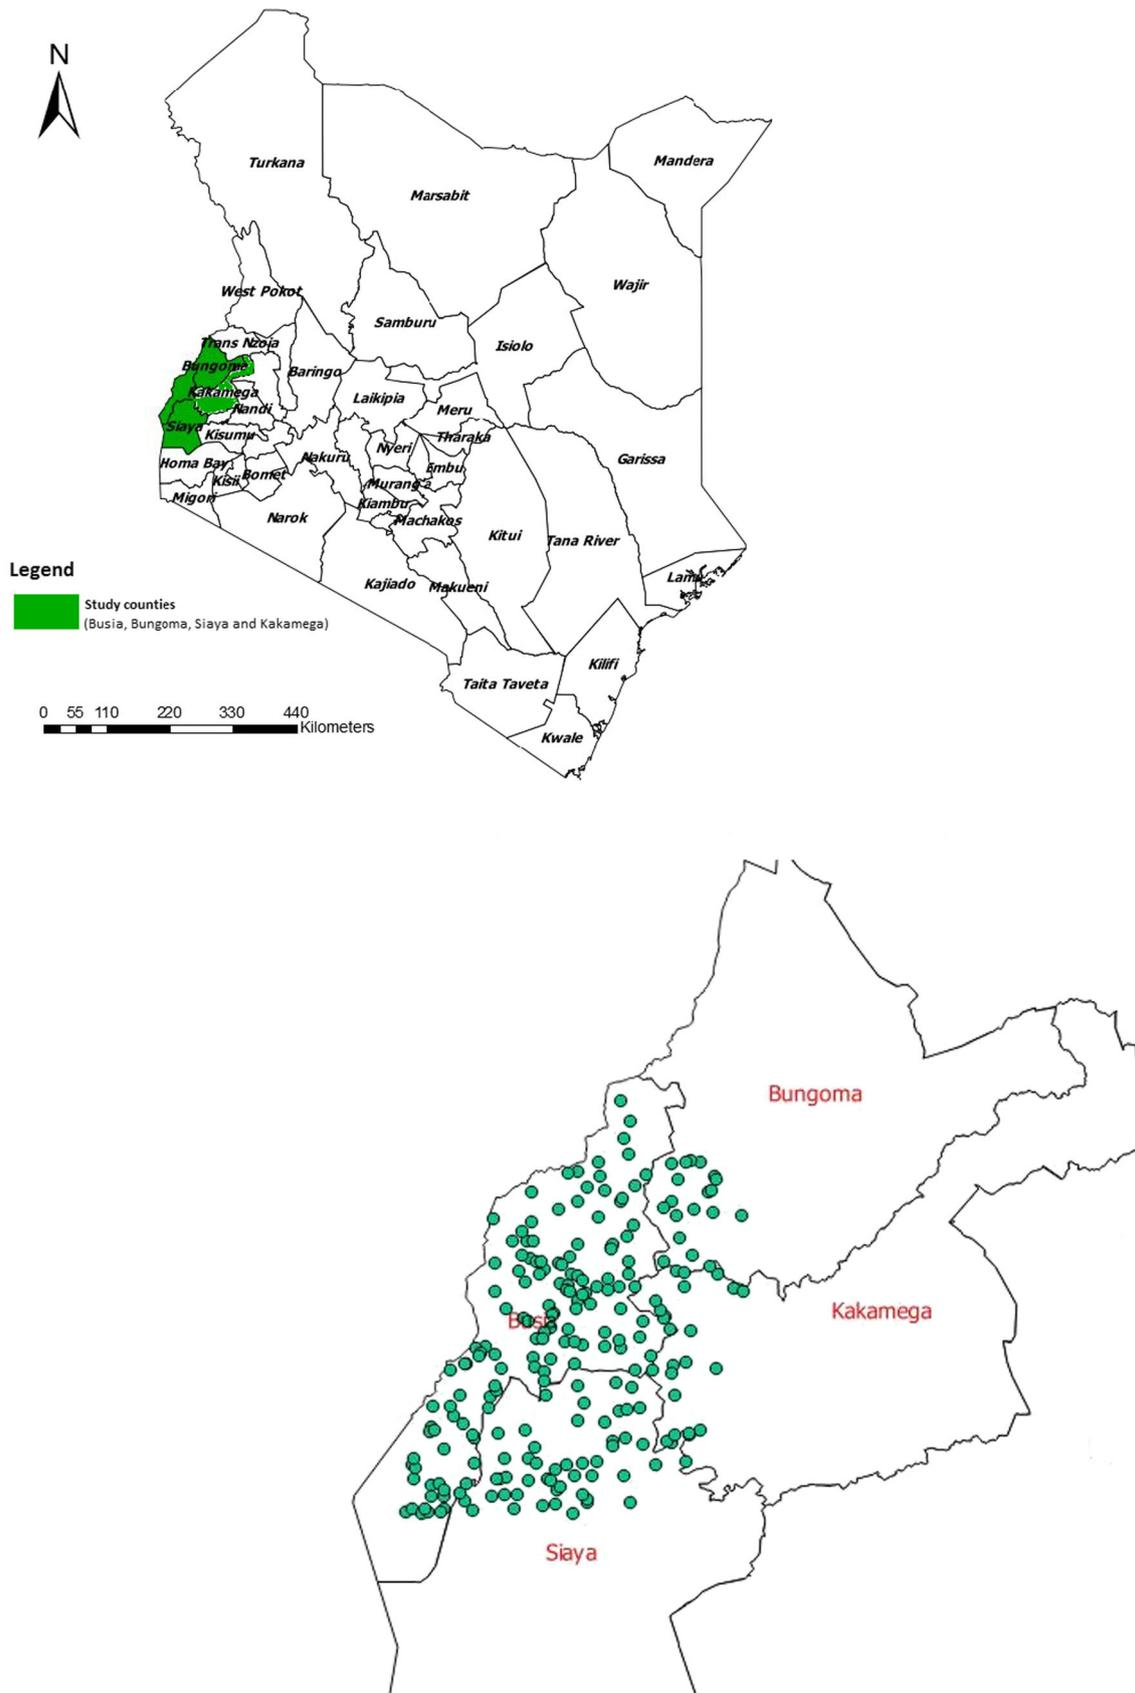 N
Turkana
Marsabit
Mandera
Wajir
West Pokot
Samburu
Isiolo
Trans Nzoia
Bungoma
Baringo
Kakamega
Laikipia
Nandi
Meru
Siaya
Kisumu
Tharaka
Nyeri
Garissa
Homa Bay
Nakuru
Embu
Bomet
Kisii
Murang'a
Migori
Kiambu
Narok
Machakos
Kitui
Tana River
Legend
Lamu
Kajiado
Makueni
Study counties
(Busia, Bungoma, Siaya and Kakamega)
Kilifi
Taita Taveta
0 55 110 220 330 440
Kilometers
Kwale
Bungoma
Kakamega
Busia
Siaya